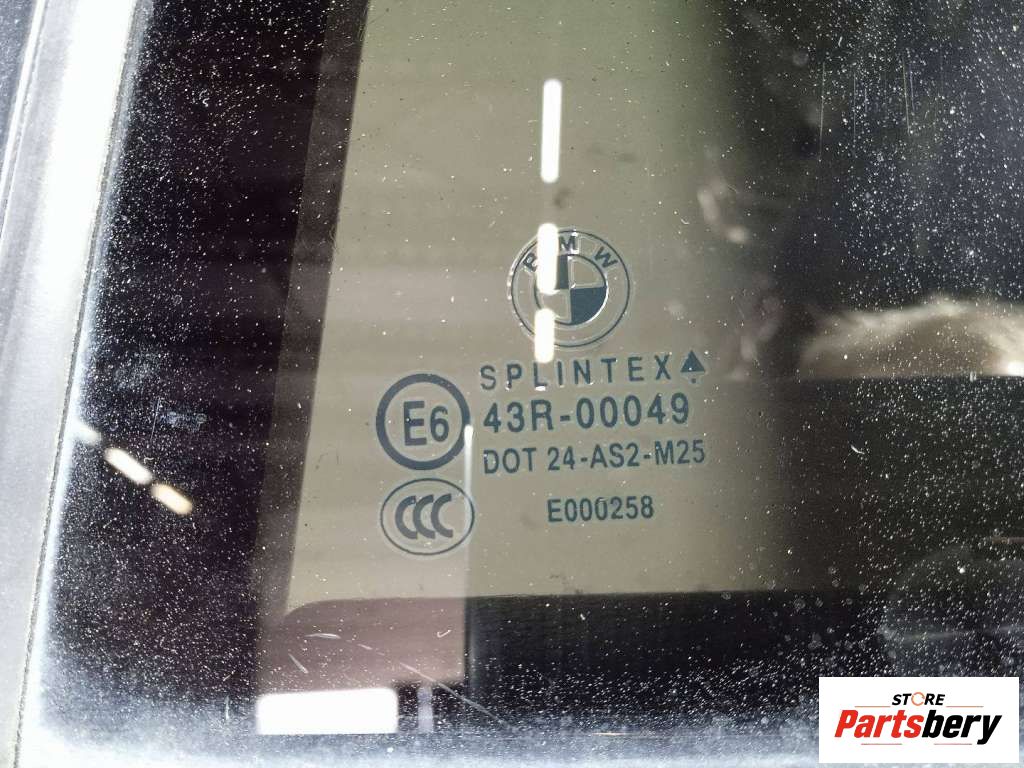 BMW
SPLINTEX
E6
43R-00049
DOT 24-AS2-M25
CCC
E000258
STORE
Partsbery